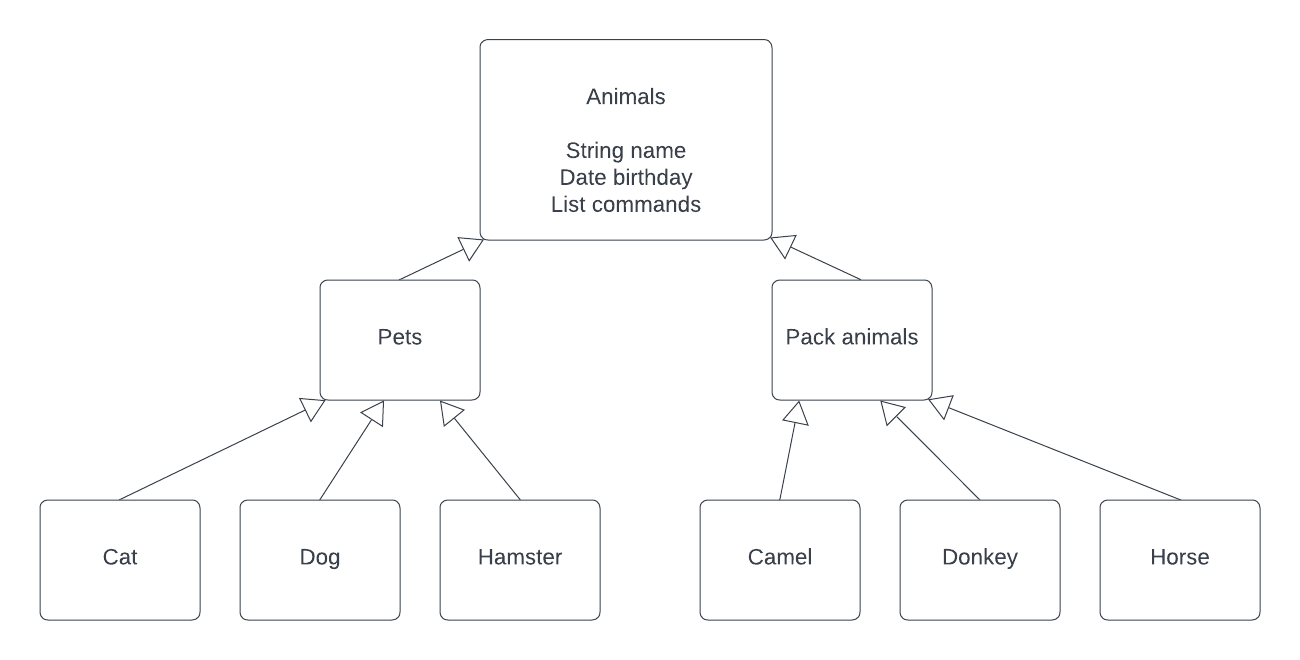 Animals
String name
Date birthday
List commands
Pets
Pack animals
Cat
Dog
Hamster
Camel
Donkey
Horse